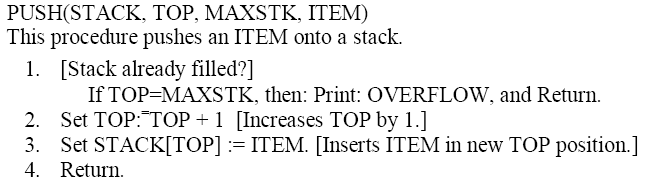 PUSH(STACK, TOP, MAXSTK, ITEM)
This procedure pushes an ITEM onto a stack.
1. [Stack already filled?]
If TOP=MAXSTK, then: Print: OVERFLOW, and Return.
2. Set TOP:=TOP + 1 [Increases TOP by 1.]
3. Set STACK[TOP] := ITEM. [Inserts ITEM in new TOP position.]
4. Return.